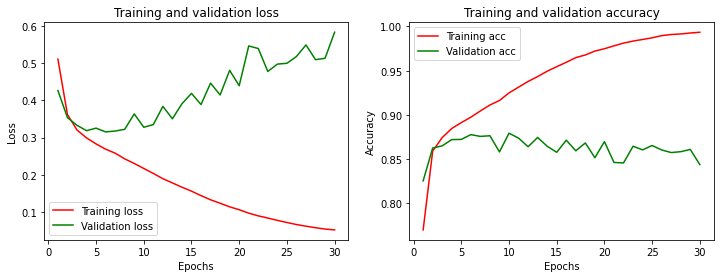 Training and validation loss
0.6
0.5
0.4
0.3
0.2
0.1
Loss
Training loss
Validation loss
0 5 10 15 20 25 30
Epochs
Training and validation accuracy
1.00
0.95
0.90
0.85
0.80
Accuracy
Training acc
Validation acc
0 5 10 15 20 25 30
Epochs